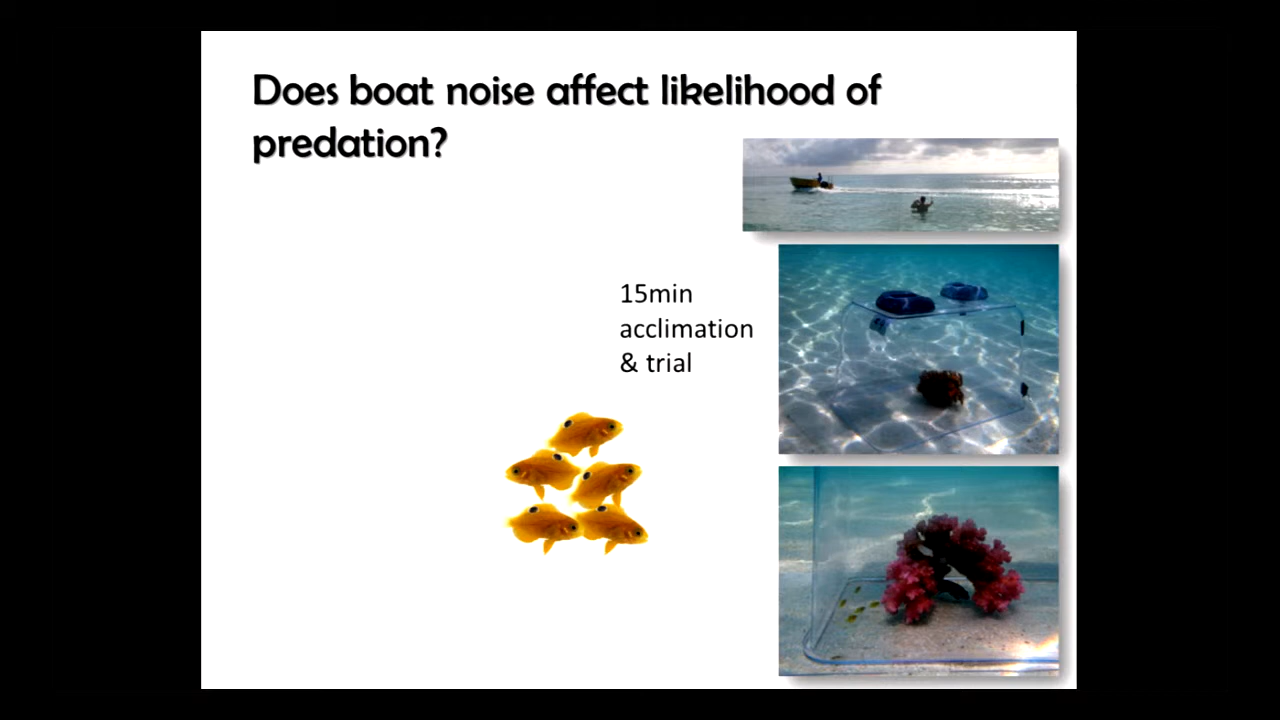 Does boat noise affect likelihood of
predation?
15min
acclimation
& trial